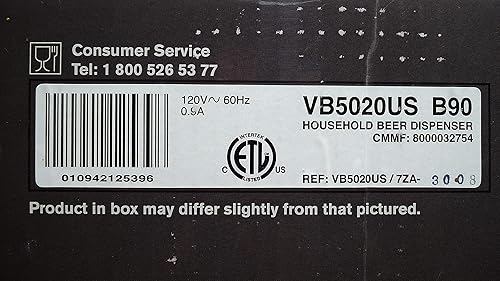 Consumer Service
Tel: 1 800 526 53 77
120V~ 60Hz
0.9A
010942125396
INTERTEK
ETL
C US
LISTED
VB5020US B90
HOUSEHOLD BEER DISPENSER
CMMF: 8000032754
REF: VB5020US / 7ZA- 3008
Product in box may differ slightly from that pictured.